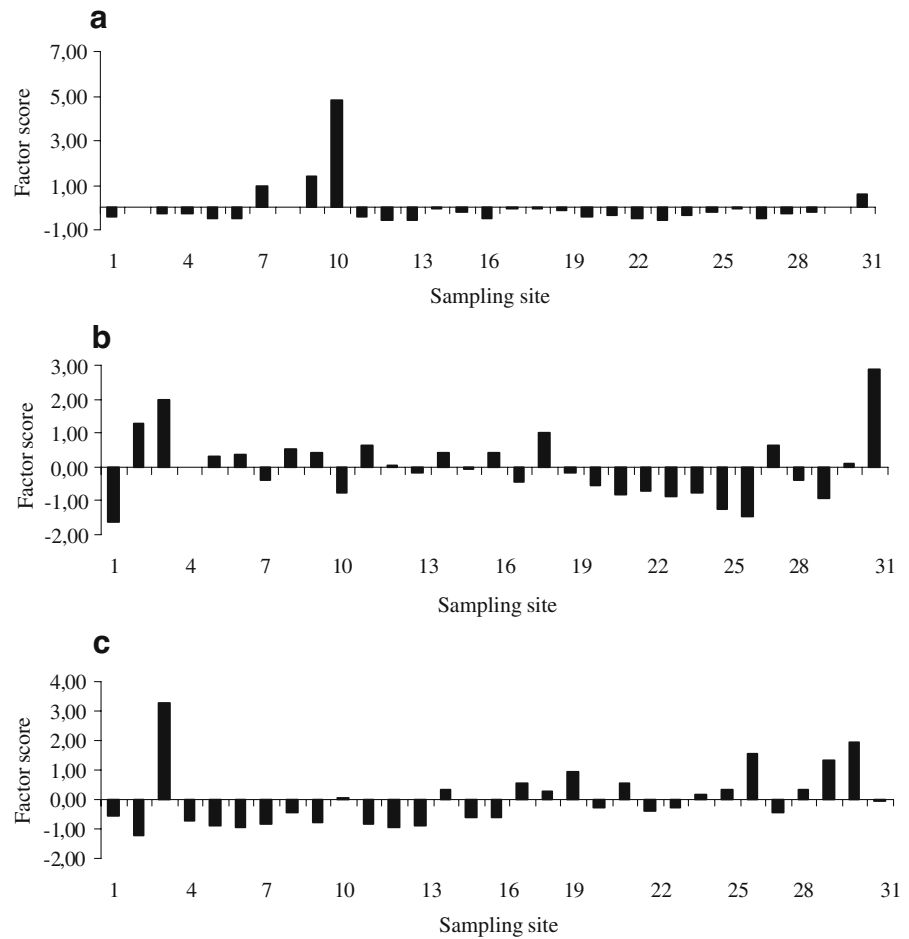 a
7,00
5,00
3,00
1,00
-1,00
Factor score
1 4 7 10 13 16 19 22 25 28 31
Sampling site
b
3,00
2,00
1,00
0,00
-1,00
-2,00
Factor score
1 4 7 10 13 16 19 22 25 28 31
Sampling site
c
4,00
3,00
2,00
1,00
0,00
-1,00
-2,00
Factor score
1 4 7 10 13 16 19 22 25 28 31
Sampling site